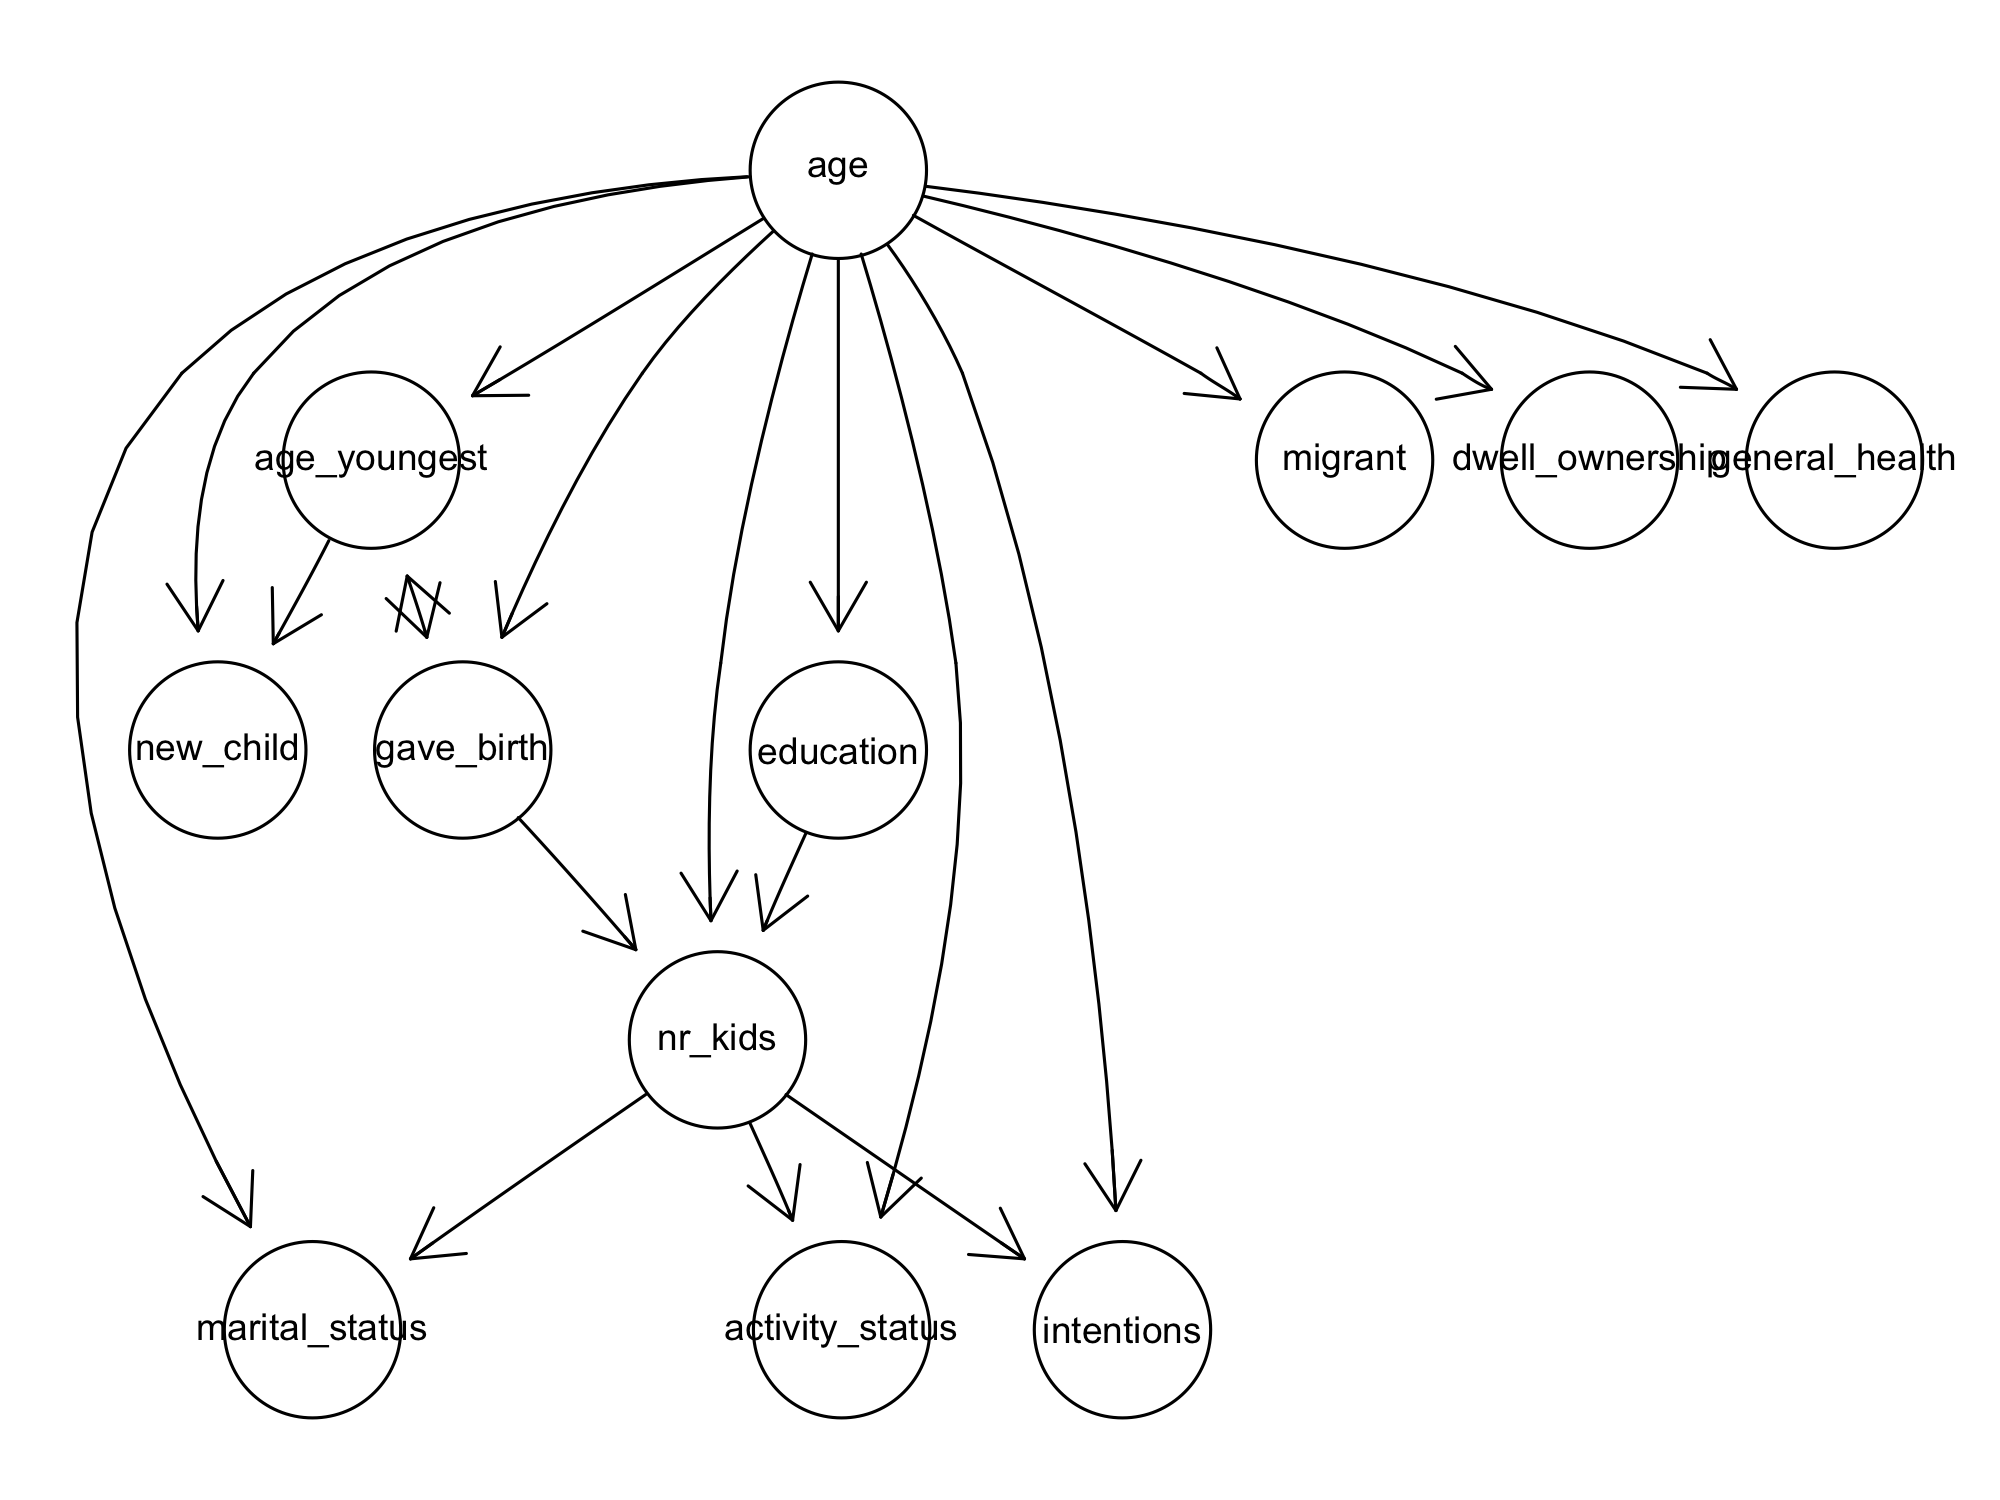 age
age_youngest
migrant
dwell_ownership
general_health
new_child
gave_birth
education
nr_kids
marital_status
activity_status
intentions